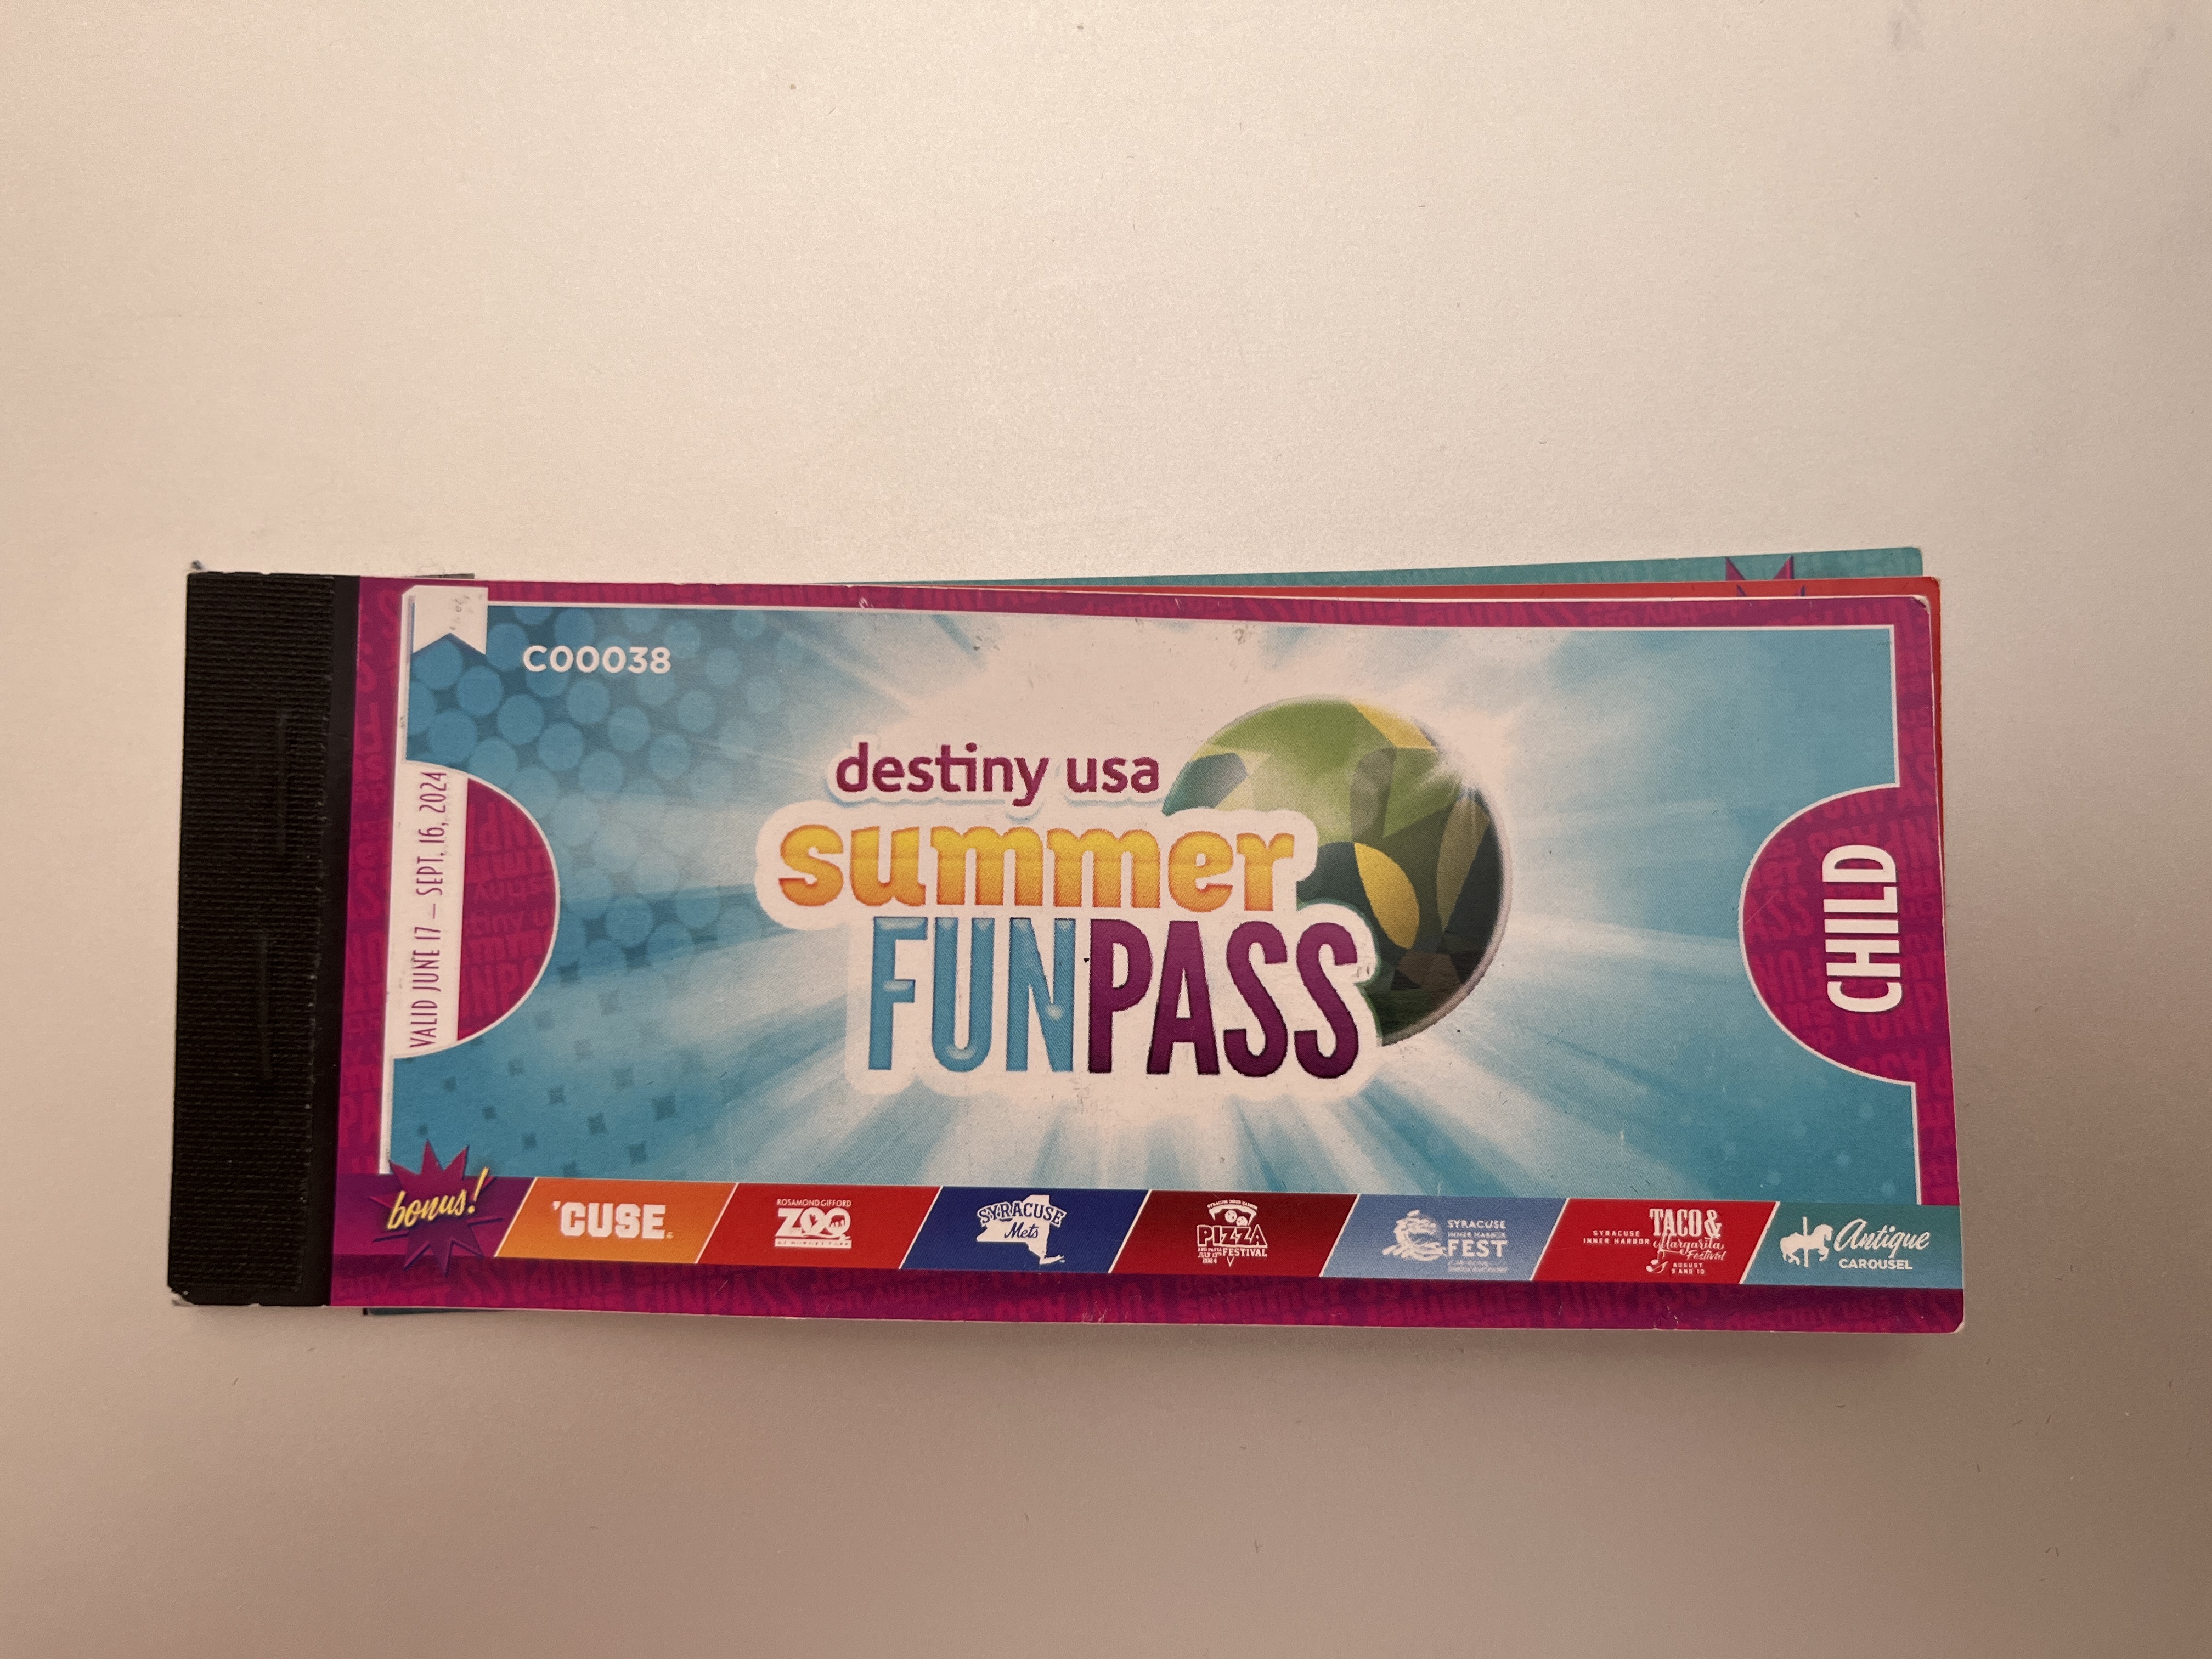 C00038
VALID JUNE 17 – SEPT. 16, 2024
destiny usa
summer
FUNPASS
CHILD
bonus!
'CUSE
ROSAMOND GIFFORD
ZOO
SYRACUSE
Mets
PIZZA
FESTIVAL
SYRACUSE
INNER HARBOR
FEST
SYRACUSE
INNER HARBOR
TACO &
Margarita
Festival
AUGUST
9 AND 10
Antique
CAROUSEL